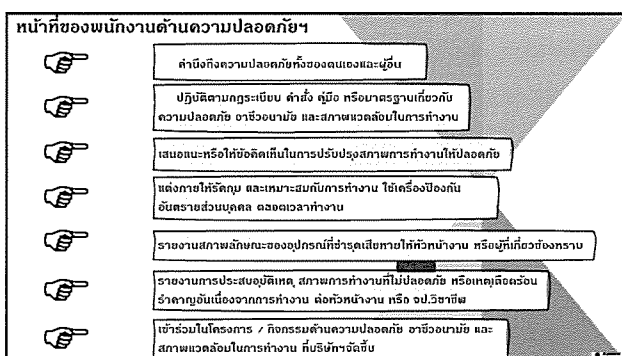 หน้าที่ของพนักงานด้านความปลอดภัยฯ
คำนึงถึงความปลอดภัยทั้งของตนเองและผู้อื่น
ปฏิบัติตามกฎระเบียบ คำสั่ง คู่มือ หรือมาตรฐานเกี่ยวกับ
ความปลอดภัย อาชีวอนามัย และสภาพแวดล้อมในการทำงาน
เสนอแนะหรือให้ข้อคิดเห็นในการปรับปรุงสภาพการทำงานให้ปลอดภัย
แต่งกายให้รัดกุม และเหมาะสมกับการทำงาน ใช้เครื่องป้องกัน
อันตรายส่วนบุคคล ตลอดเวลาทำงาน
รายงานสภาพลักษณะของอุปกรณ์ที่ชำรุดเสียหายให้หัวหน้างาน หรือผู้ที่เกี่ยวข้องทราบ
รายงานการประสบอุบัติเหตุ สภาพการทำงานที่ไม่ปลอดภัย หรือเหตุเดือดร้อน
รำคาญอันเนื่องจากการทำงาน ต่อหัวหน้างาน หรือ จป.วิชาชีพ
เข้าร่วมในโครงการ / กิจกรรมด้านความปลอดภัย อาชีวอนามัย และ
สภาพแวดล้อมในการทำงาน ที่บริษัทฯจัดขึ้น